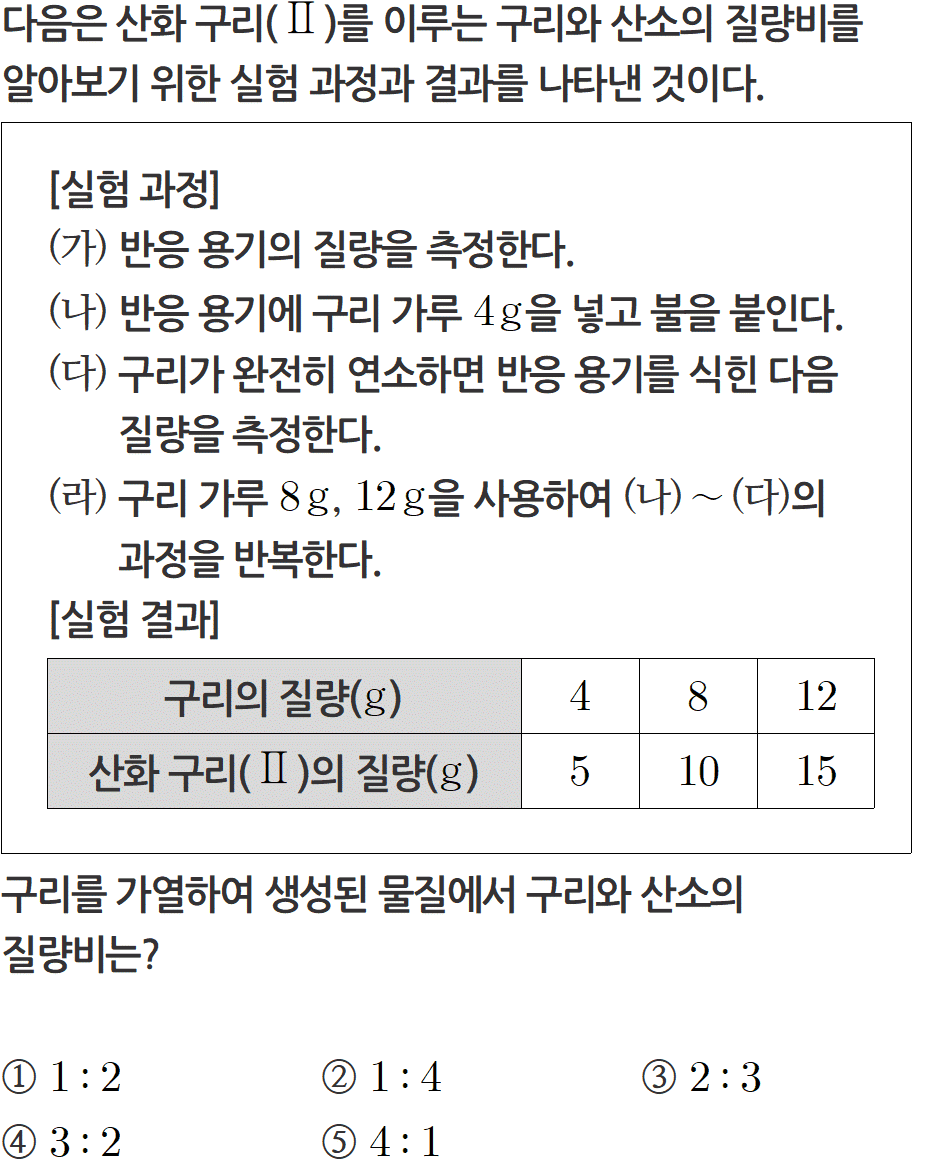 다음은 산화 구리(Ⅱ)를 이루는 구리와 산소의 질량비를
알아보기 위한 실험 과정과 결과를 나타낸 것이다.
[실험 과정]
(가) 반응 용기의 질량을 측정한다.
(나) 반응 용기에 구리 가루 4g을 넣고 불을 붙인다.
(다) 구리가 완전히 연소하면 반응 용기를 식힌 다음
질량을 측정한다.
(라) 구리 가루 8g, 12g을 사용하여 (나)~(다)의
과정을 반복한다.
[실험 결과]
구리의 질량(g) 4 8 12
산화 구리(Ⅱ)의 질량(g) 5 10 15
구리를 가열하여 생성된 물질에서 구리와 산소의
질량비는?
① 1:2 ② 1:4 ③ 2:3
④ 3:2 ⑤ 4:1